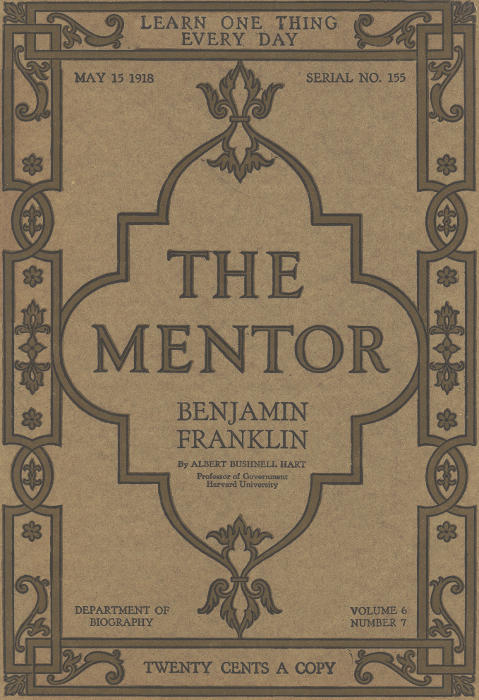 LEARN ONE THING
EVERY DAY
MAY 15 1918
SERIAL NO. 155
THE
MENTOR
BENJAMIN
FRANKLIN
By ALBERT BUSHNELL HART
Professor of Government
Harvard University
DEPARTMENT OF
BIOGRAPHY
VOLUME 6
NUMBER 7
TWENTY CENTS A COPY